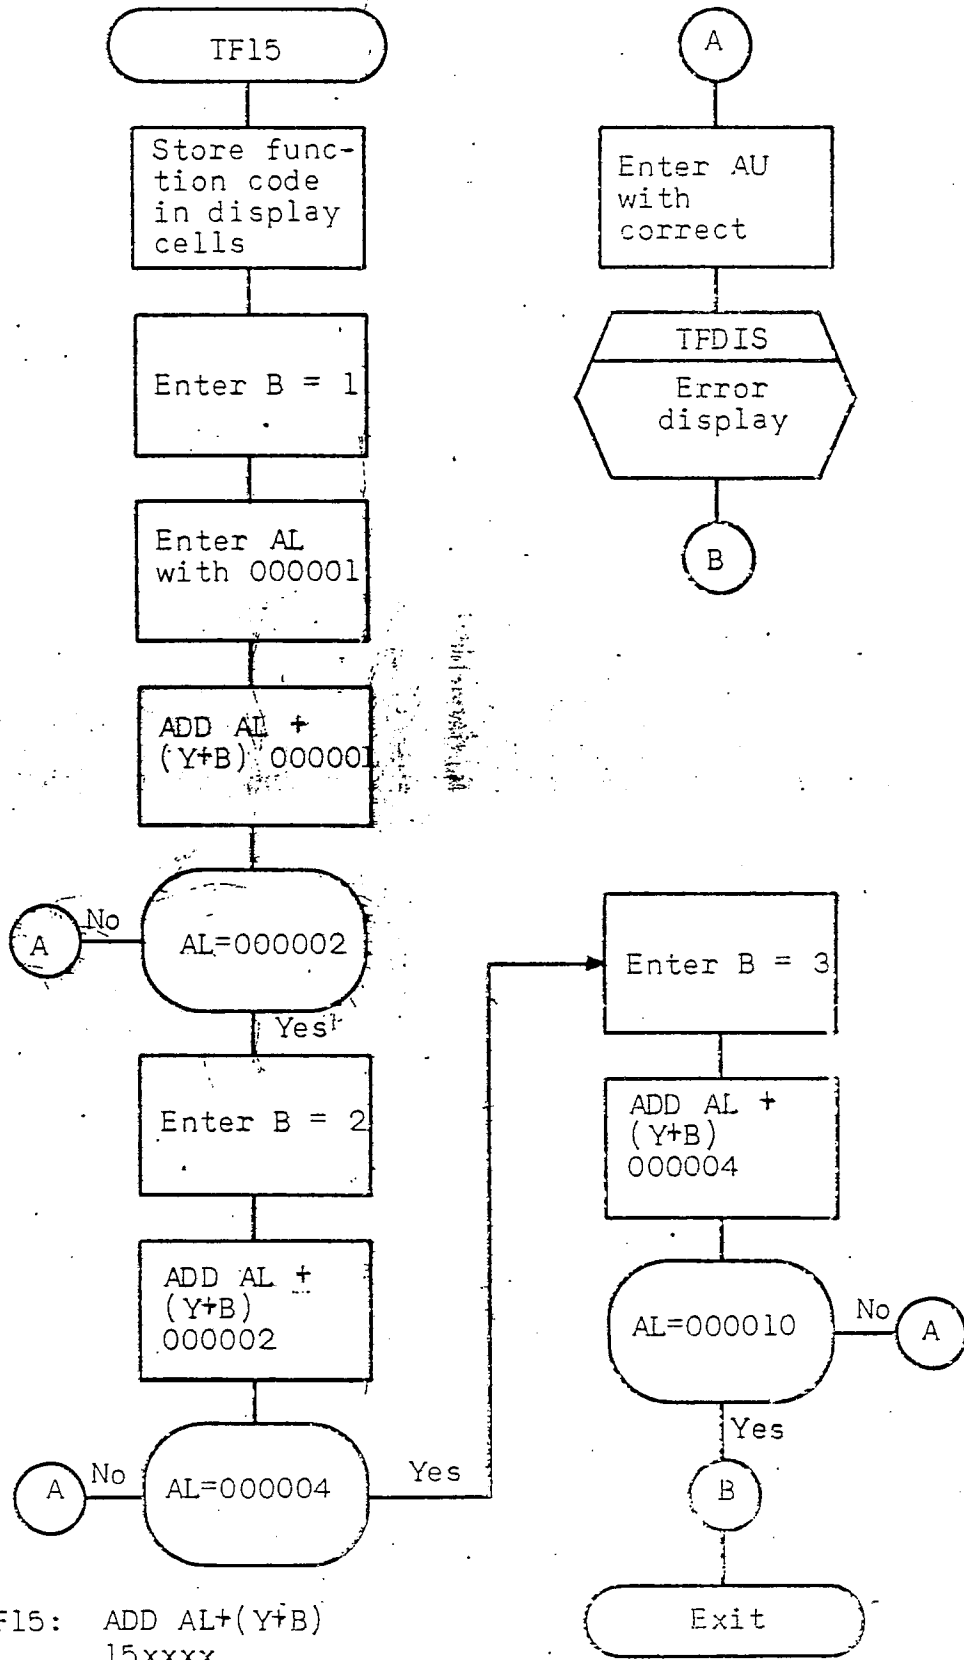 TF15
Store func-
tion code
in display
cells
Enter B = 1
Enter AL
with 000001
ADD AL +
(Y+B) 000001
A
No
AL=000002
Yes
Enter B = 2
ADD AL +
(Y+B)
000002
A
No
AL=000004
Yes
F15: ADD AL+(Y+B)
15xxxx
A
Enter AU
with
correct
TFDIS
Error
display
B
Enter B = 3
ADD AL +
(Y+B)
000004
AL=000010
No
A
Yes
B
Exit